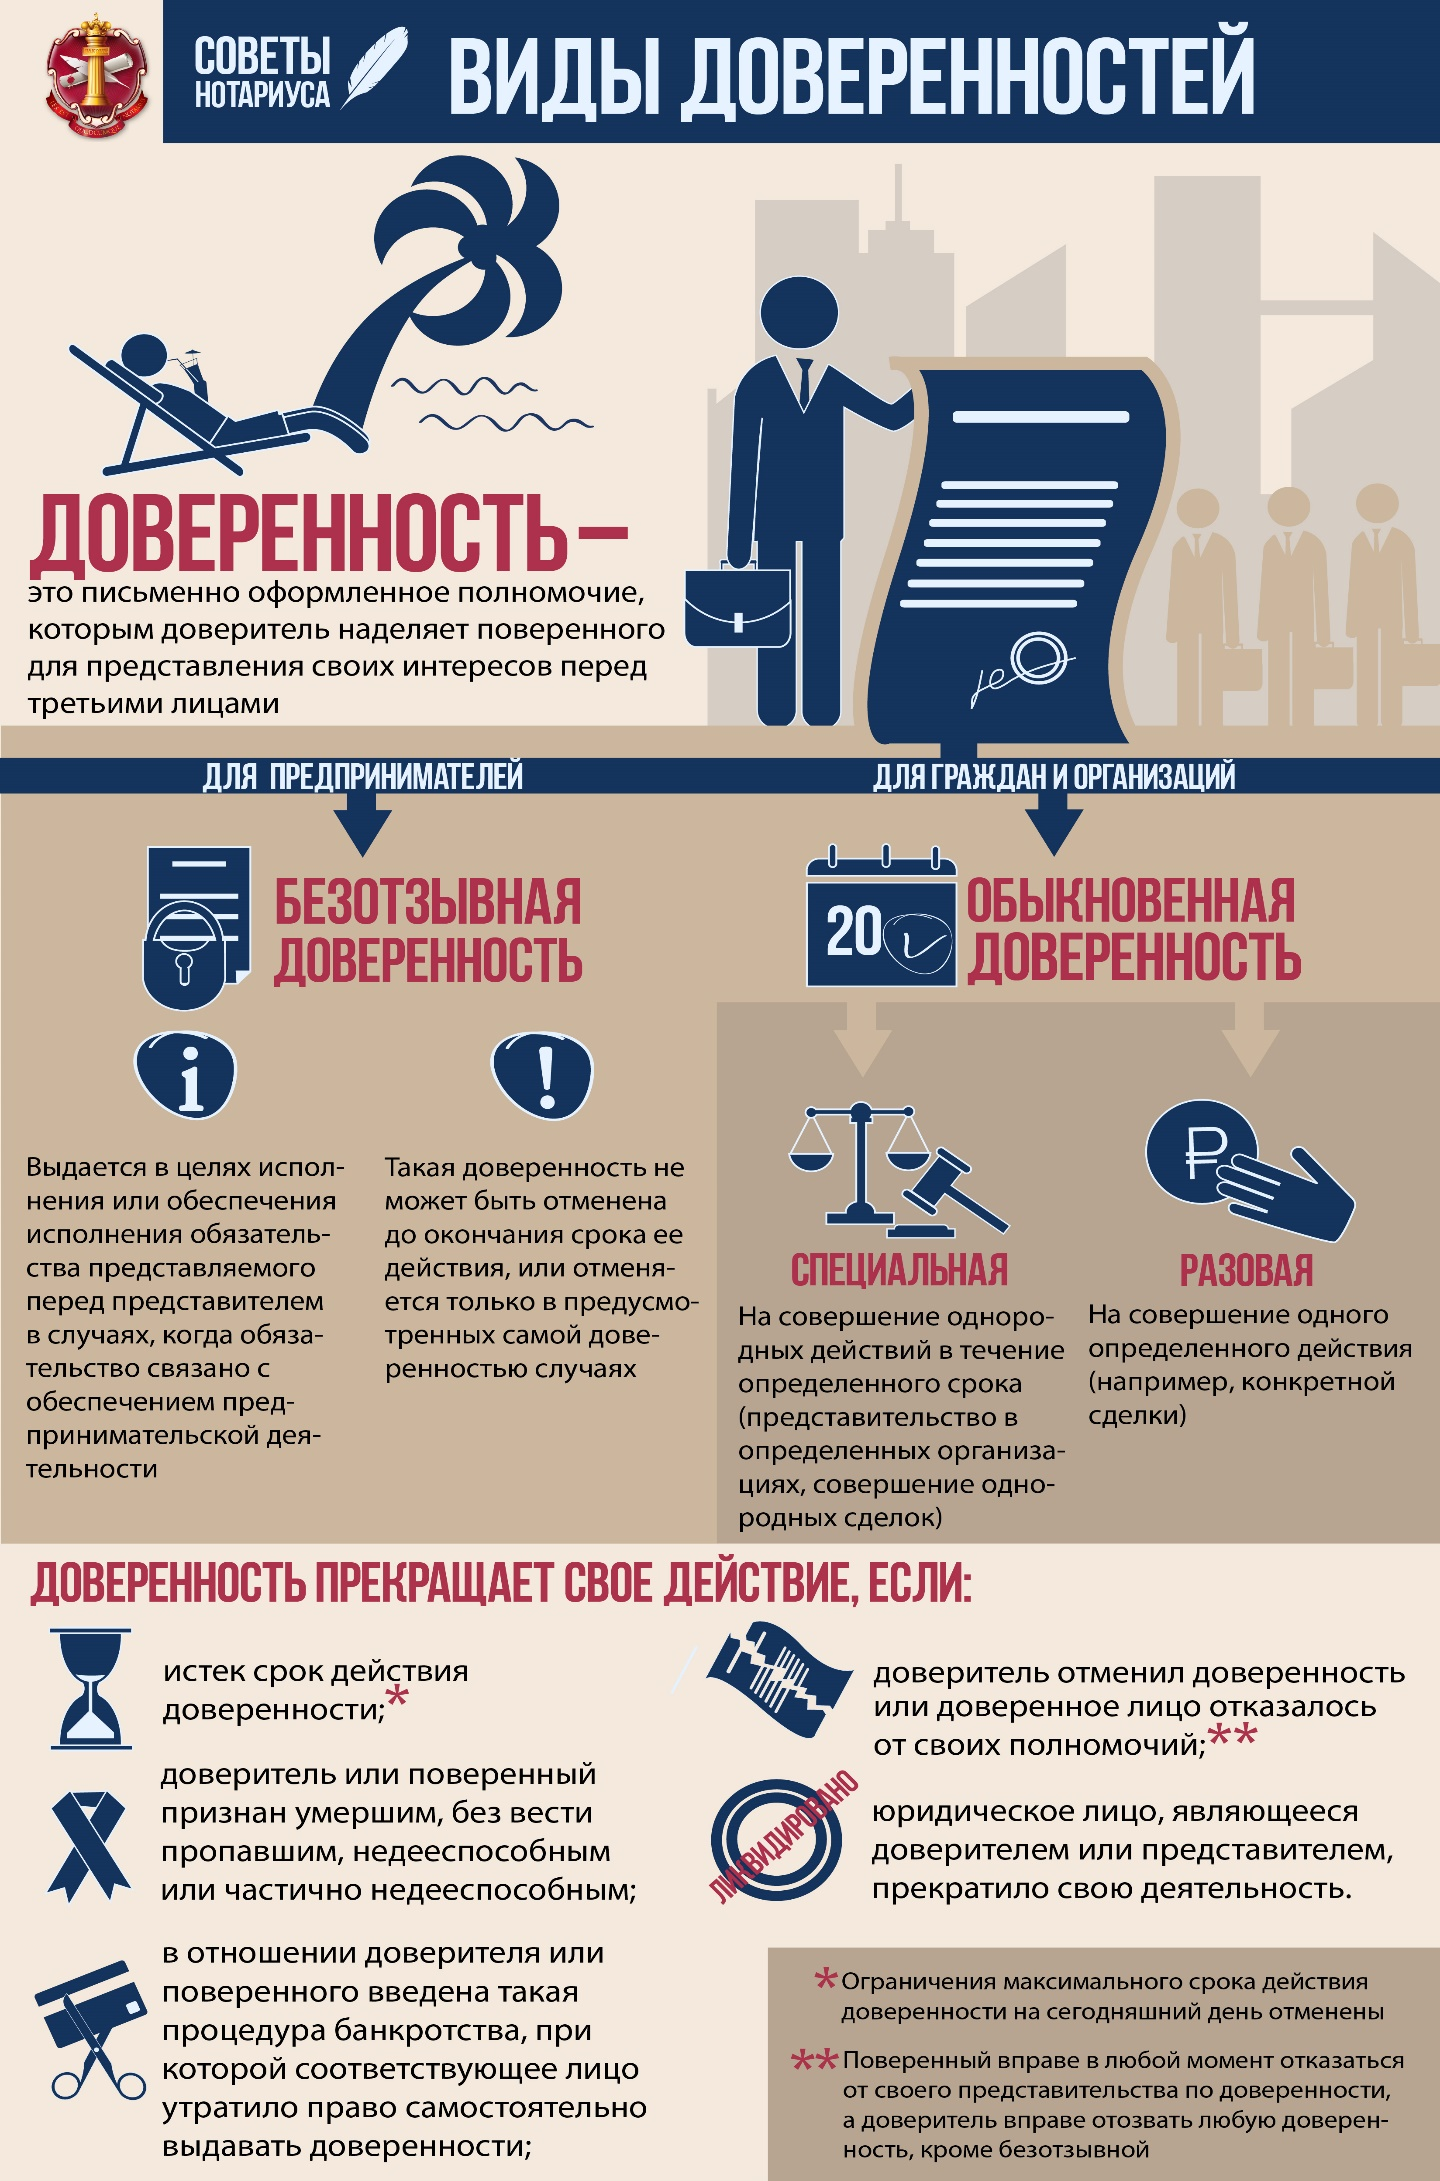 СОВЕТЫ
НОТАРИУСА
ВИДЫ ДОВЕРЕННОСТЕЙ
ДОВЕРЕННОСТЬ –
это письменно оформленное полномочие,
которым доверитель наделяет поверенного
для представления своих интересов перед
третьими лицами
ДЛЯ ПРЕДПРИНИМАТЕЛЕЙ
БЕЗОТЗЫВНАЯ
ДОВЕРЕННОСТЬ
i
Выдается в целях испол-
нения или обеспечения
исполнения обязатель-
ства представляемого
перед представителем
в случаях, когда обяза-
тельство связано с
обеспечением пред-
принимательской дея-
тельности
!
Такая доверенность не
может быть отменена
до окончания срока ее
действия, или отменя-
ется только в предусмо-
тренных самой дове-
ренностью случаях
ДЛЯ ГРАЖДАН И ОРГАНИЗАЦИЙ
20
ОБЫКНОВЕННАЯ
ДОВЕРЕННОСТЬ
СПЕЦИАЛЬНАЯ
На совершение одноро-
дных действий в течение
определенного срока
(представительство в
определенных организа-
циях, совершение одно-
родных сделок)
₽
РАЗОВАЯ
На совершение одного
определенного действия
(например, конкретной
сделки)
ДОВЕРЕННОСТЬ ПРЕКРАЩАЕТ СВОЕ ДЕЙСТВИЕ, ЕСЛИ:
истек срок действия
доверенности;*
доверитель или поверенный
признан умершим, без вести
пропавшим, недееспособным
или частично недееспособным;
в отношении доверителя или
поверенного введена такая
процедура банкротства, при
которой соответствующее лицо
утратило право самостоятельно
выдавать доверенности;
доверитель отменил доверенность
или доверенное лицо отказалось
от своих полномочий;**
ЛИКВИДИРОВАНО
юридическое лицо, являющееся
доверителем или представителем,
прекратило свою деятельность.
*Ограничения максимального срока действия
доверенности на сегодняшний день отменены
**Поверенный вправе в любой момент отказаться
от своего представительства по доверенности,
а доверитель вправе отозвать любую доверен-
ность, кроме безотзывной